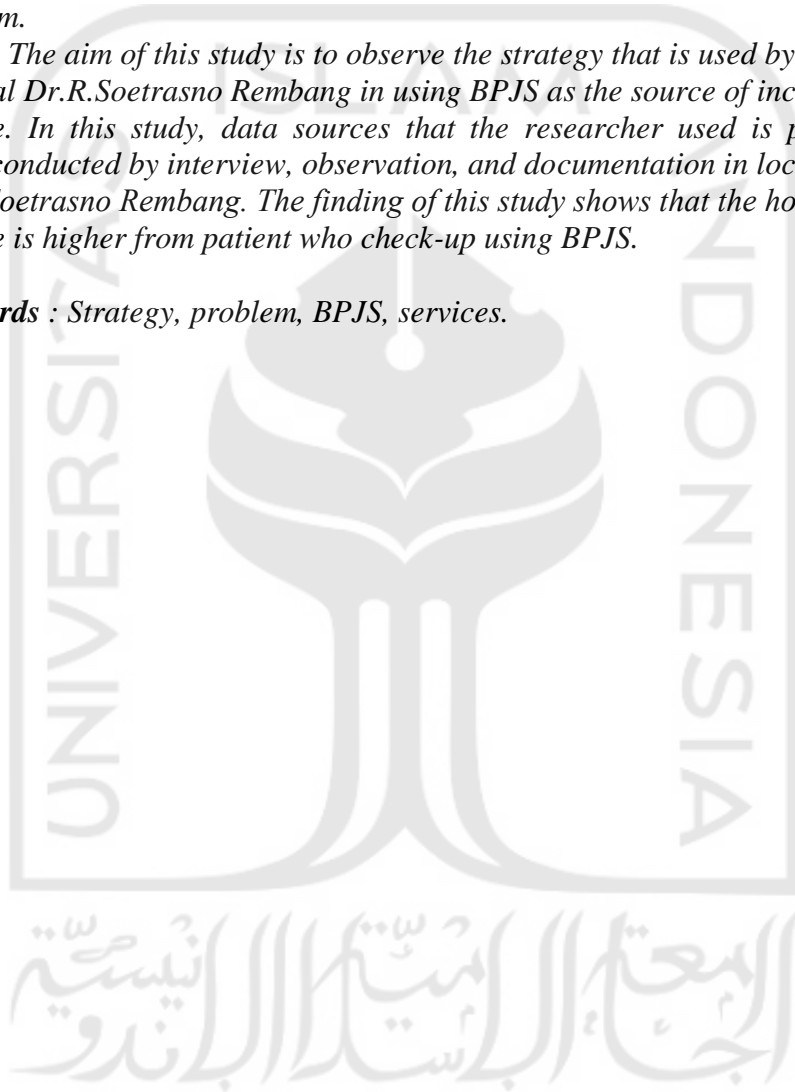 m.
The aim of this study is to observe the strategy that is used by
al Dr.R.Soetrasno Rembang in using BPJS as the source of inc
e. In this study, data sources that the researcher used is p
conducted by interview, observation, and documentation in loc
oetrasno Rembang. The finding of this study shows that the ho
e is higher from patient who check-up using BPJS.
rds : Strategy, problem, BPJS, services.
ISLAM
UNIVERSITAS
INDONESIA